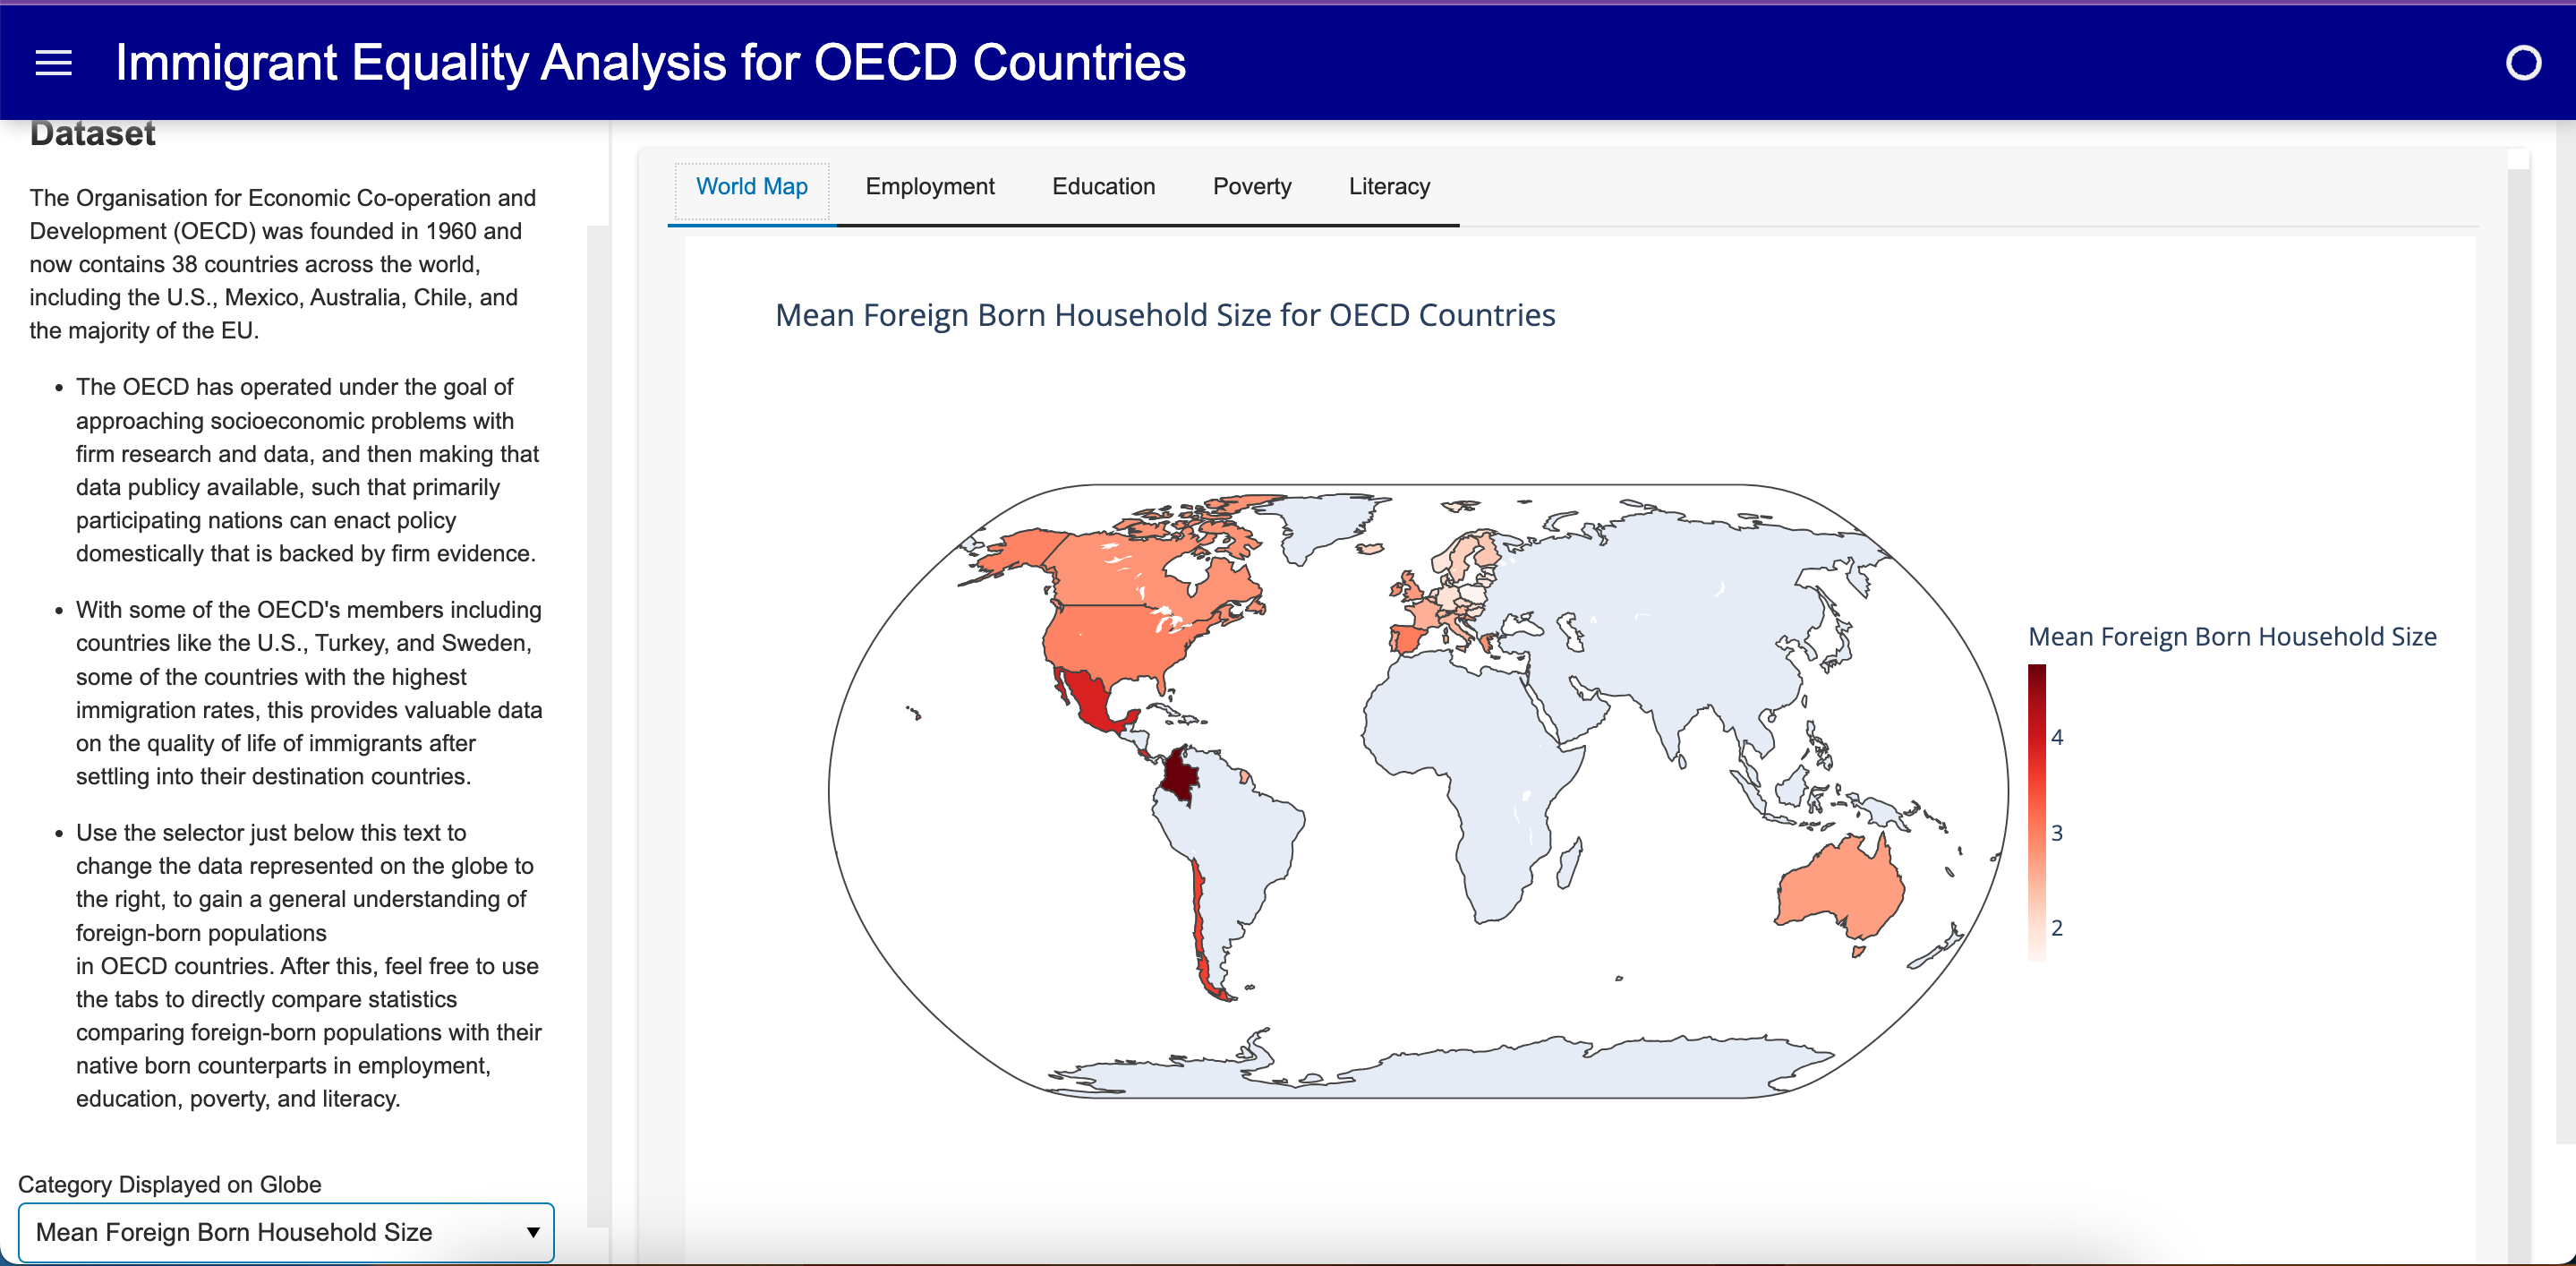 Immigrant Equality Analysis for OECD Countries
Dataset
The Organisation for Economic Co-operation and
Development (OECD) was founded in 1960 and
now contains 38 countries across the world,
including the U.S., Mexico, Australia, Chile, and
the majority of the EU.
• The OECD has operated under the goal of
approaching socioeconomic problems with
firm research and data, and then making that
data publicy available, such that primarily
participating nations can enact policy
domestically that is backed by firm evidence.
• With some of the OECD's members including
countries like the U.S., Turkey, and Sweden,
some of the countries with the highest
immigration rates, this provides valuable data
on the quality of life of immigrants after
settling into their destination countries.
• Use the selector just below this text to
change the data represented on the globe to
the right, to gain a general understanding of
foreign-born populations
in OECD countries. After this, feel free to use
the tabs to directly compare statistics
comparing foreign-born populations with their
native born counterparts in employment,
education, poverty, and literacy.
Category Displayed on Globe
Mean Foreign Born Household Size
World Map Employment Education Poverty Literacy
Mean Foreign Born Household Size for OECD Countries
Mean Foreign Born Household Size
4
3
2